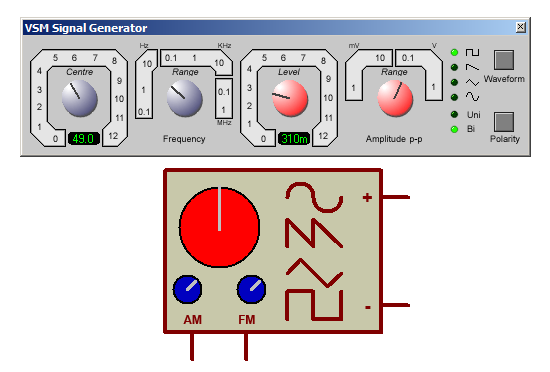 VSM Signal Generator
Hz KHz mV V
5 6 7
4 8
Centre
3 9
2 10
1 11
0 12
49.0
10 0.1 1 10
Range
1 0.1
0.1 1
MHz
Frequency
5 6 7
4 8
Level
3 9
2 10
1 11
0 12
310m
10 0.1
Range
1 1
Amplitude p-p
Waveform
Uni
Bi
Polarity
+
-
AM FM